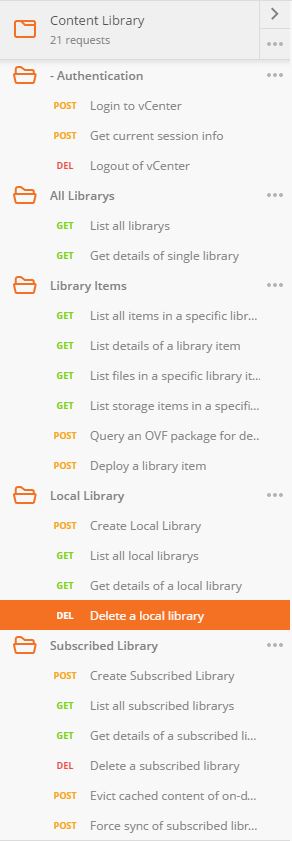 Content Library
21 requests
- Authentication
POST Login to vCenter
POST Get current session info
DEL Logout of vCenter
All Librarys
GET List all librarys
GET Get details of single library
Library Items
GET List all items in a specific libr...
GET List details of a library item
GET List files in a specific library it...
GET List storage items in a specifi...
POST Query an OVF package for de..
POST Deploy a library item
Local Library
POST Create Local Library
GET List all local librarys
GET Get details of a local library
DEL Delete a local library
Subscribed Library
POST Create Subscribed Library
GET List all subscribed librarys
GET Get details of a subscribed li...
DEL Delete a subscribed library
POST Evict cached content of on-d...
POST Force sync of subscribed libr...